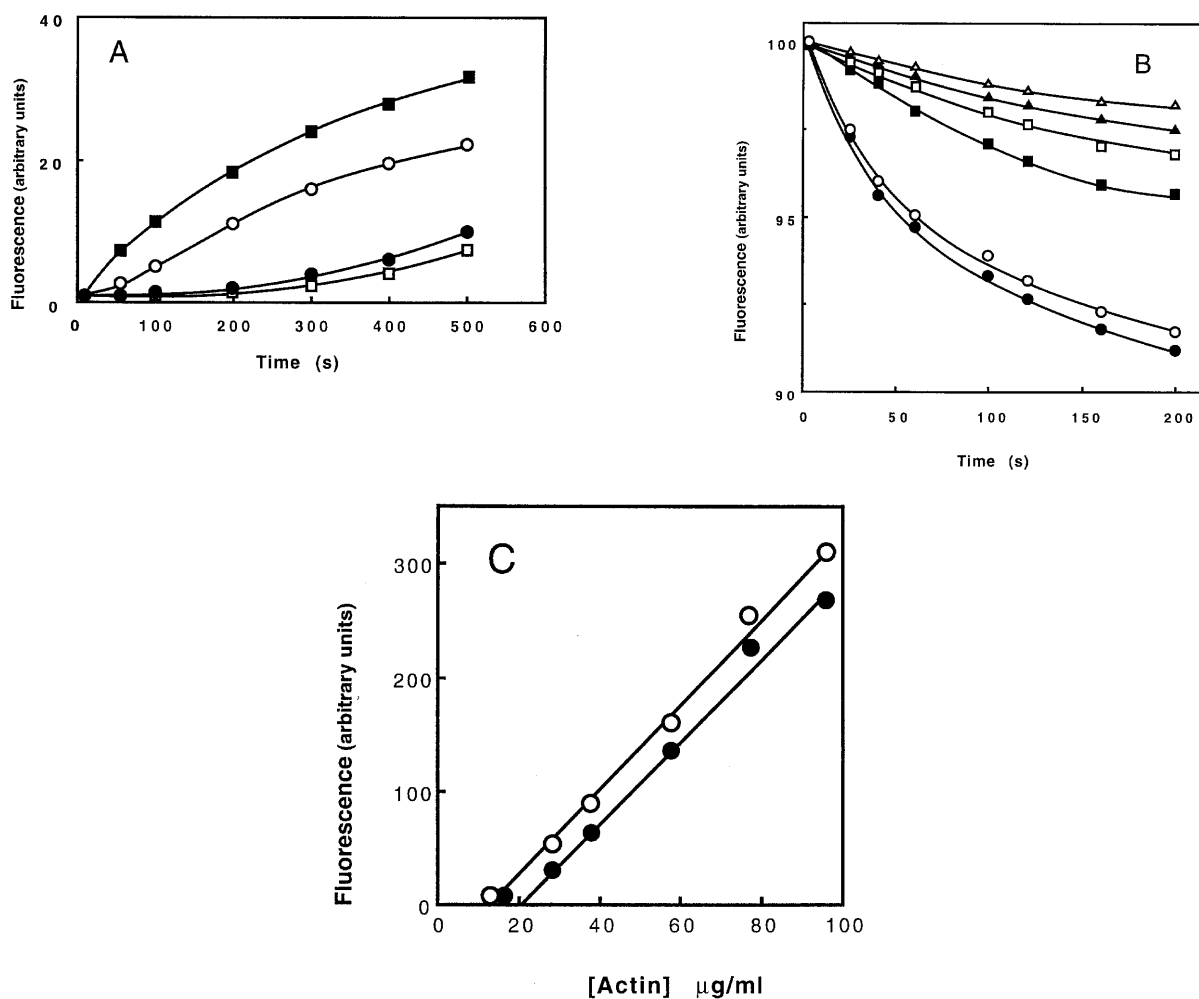 A
40
20
0
0 100 200 300 400 500 600
Fluorescence (arbitrary units)
Time (s)
B
100
95
90
0 50 100 150 200
Fluorescence (arbitrary units)
Time (s)
C
300
200
100
0
0 20 40 60 80 100
Fluorescence (arbitrary units)
[Actin] μg/ml